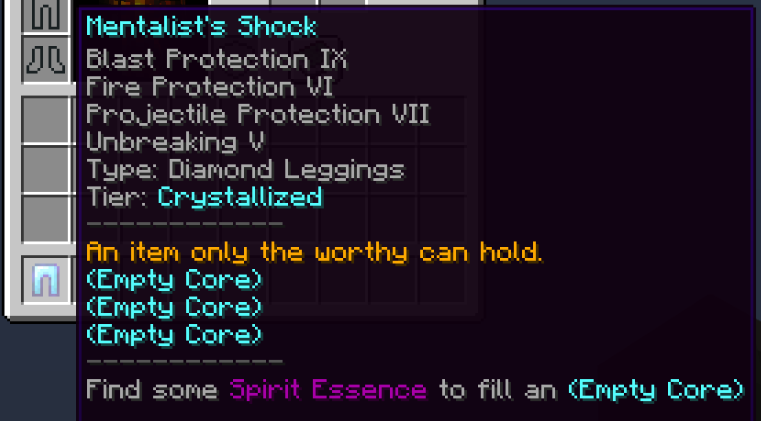 Mentalist's Shock
Blast Protection IX
Fire Protection VI
Projectile Protection VII
Unbreaking V
Type: Diamond Leggings
Tier: Crystallized
------------
An item only the worthy can hold.
(Empty Core)
(Empty Core)
(Empty Core)
------------
Find some Spirit Essence to fill an (Empty Core)